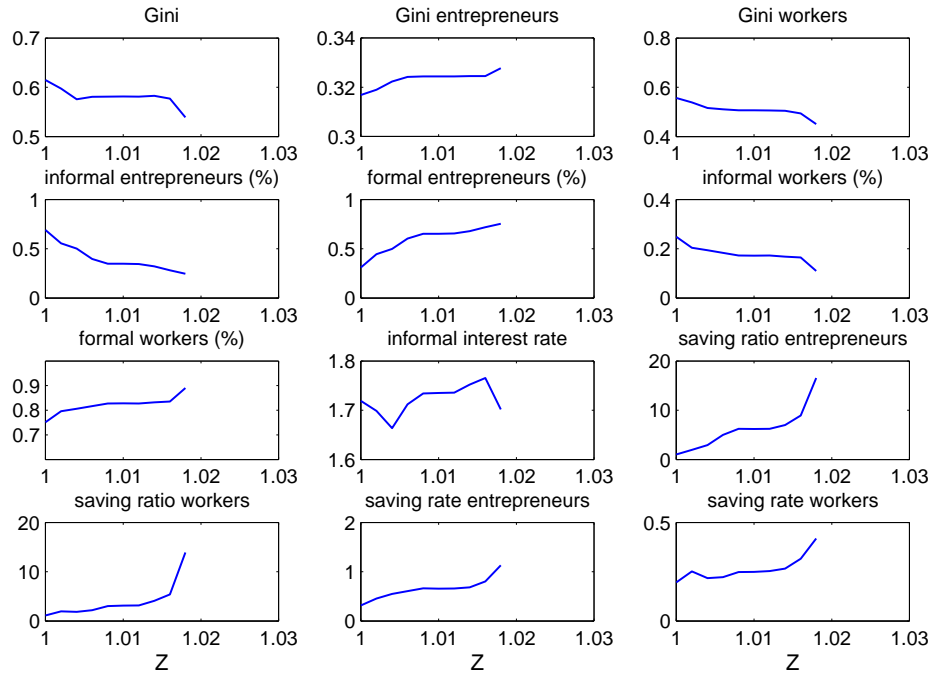 Gini Gini entrepreneurs Gini workers
0.7 0.34 0.8
0.6 0.32 0.6
0.5 0.3 0.4
1 1.01 1.02 1.03 1 1.01 1.02 1.03 1 1.01 1.02 1.03
informal entrepreneurs (%) formal entrepreneurs (%) informal workers (%)
1 1 0.4
0.5 0.5 0.2
0 0 0
1 1.01 1.02 1.03 1 1.01 1.02 1.03 1 1.01 1.02 1.03
formal workers (%) informal interest rate saving ratio entrepreneurs
1.8 20
0.9
0.8 1.7 10
0.7
1.6 0
1 1.01 1.02 1.03 1 1.01 1.02 1.03 1 1.01 1.02 1.03
saving ratio workers saving rate entrepreneurs saving rate workers
20 2 0.5
10 1
0 0 0
1 1.01 1.02 1.03 1 1.01 1.02 1.03 1 1.01 1.02 1.03
Z Z Z